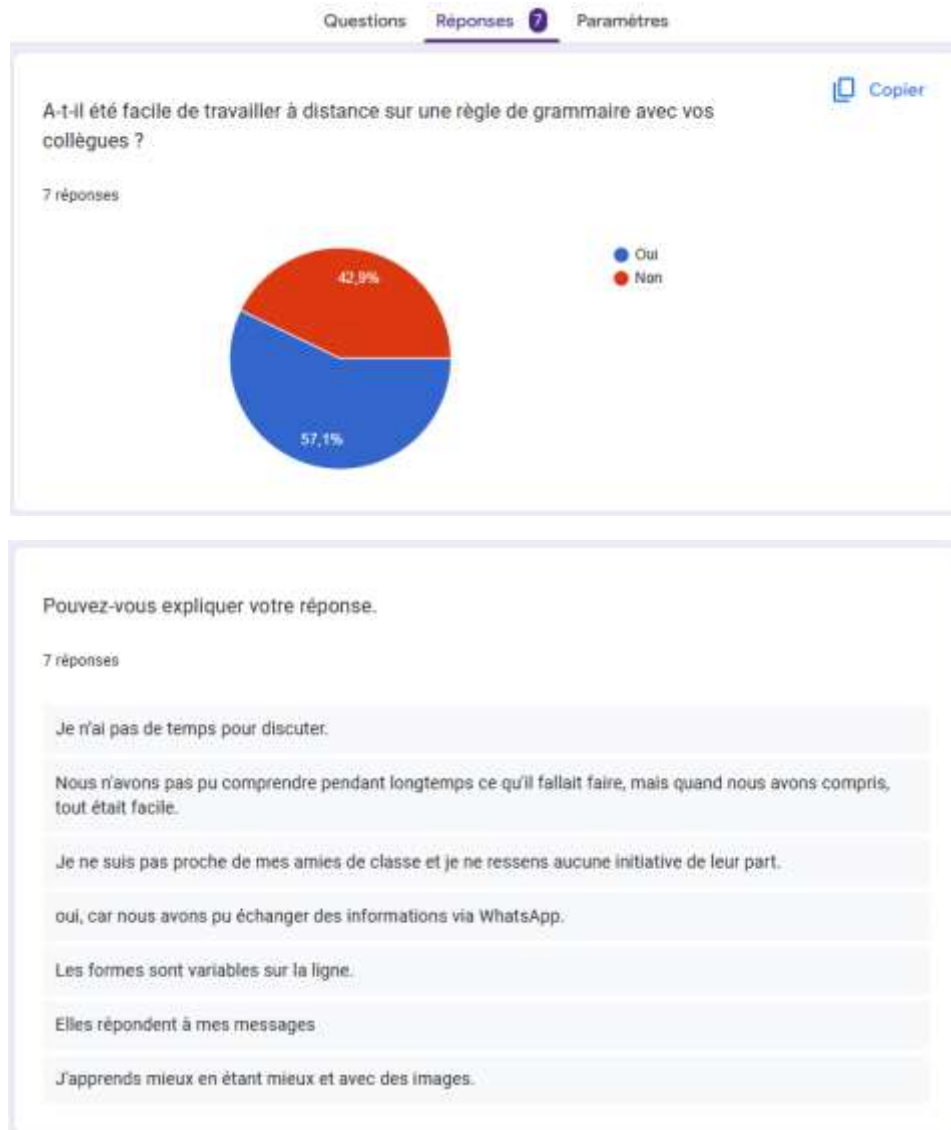 Questions Réponses 7 Paramètres
Copier
A-t-il été facile de travailler à distance sur une règle de grammaire avec vos
collègues ?
7 réponses
42,9%
57,1%
Oui
Non
Pouvez-vous expliquer votre réponse.
7 réponses
Je n'ai pas de temps pour discuter.
Nous n'avons pas pu comprendre pendant longtemps ce qu'il fallait faire, mais quand nous avons compris,
tout était facile.
Je ne suis pas proche de mes amies de classe et je ne ressens aucune initiative de leur part.
oui, car nous avons pu échanger des informations via WhatsApp.
Les formes sont variables sur la ligne.
Elles répondent à mes messages
J'apprends mieux en étant mieux et avec des images.